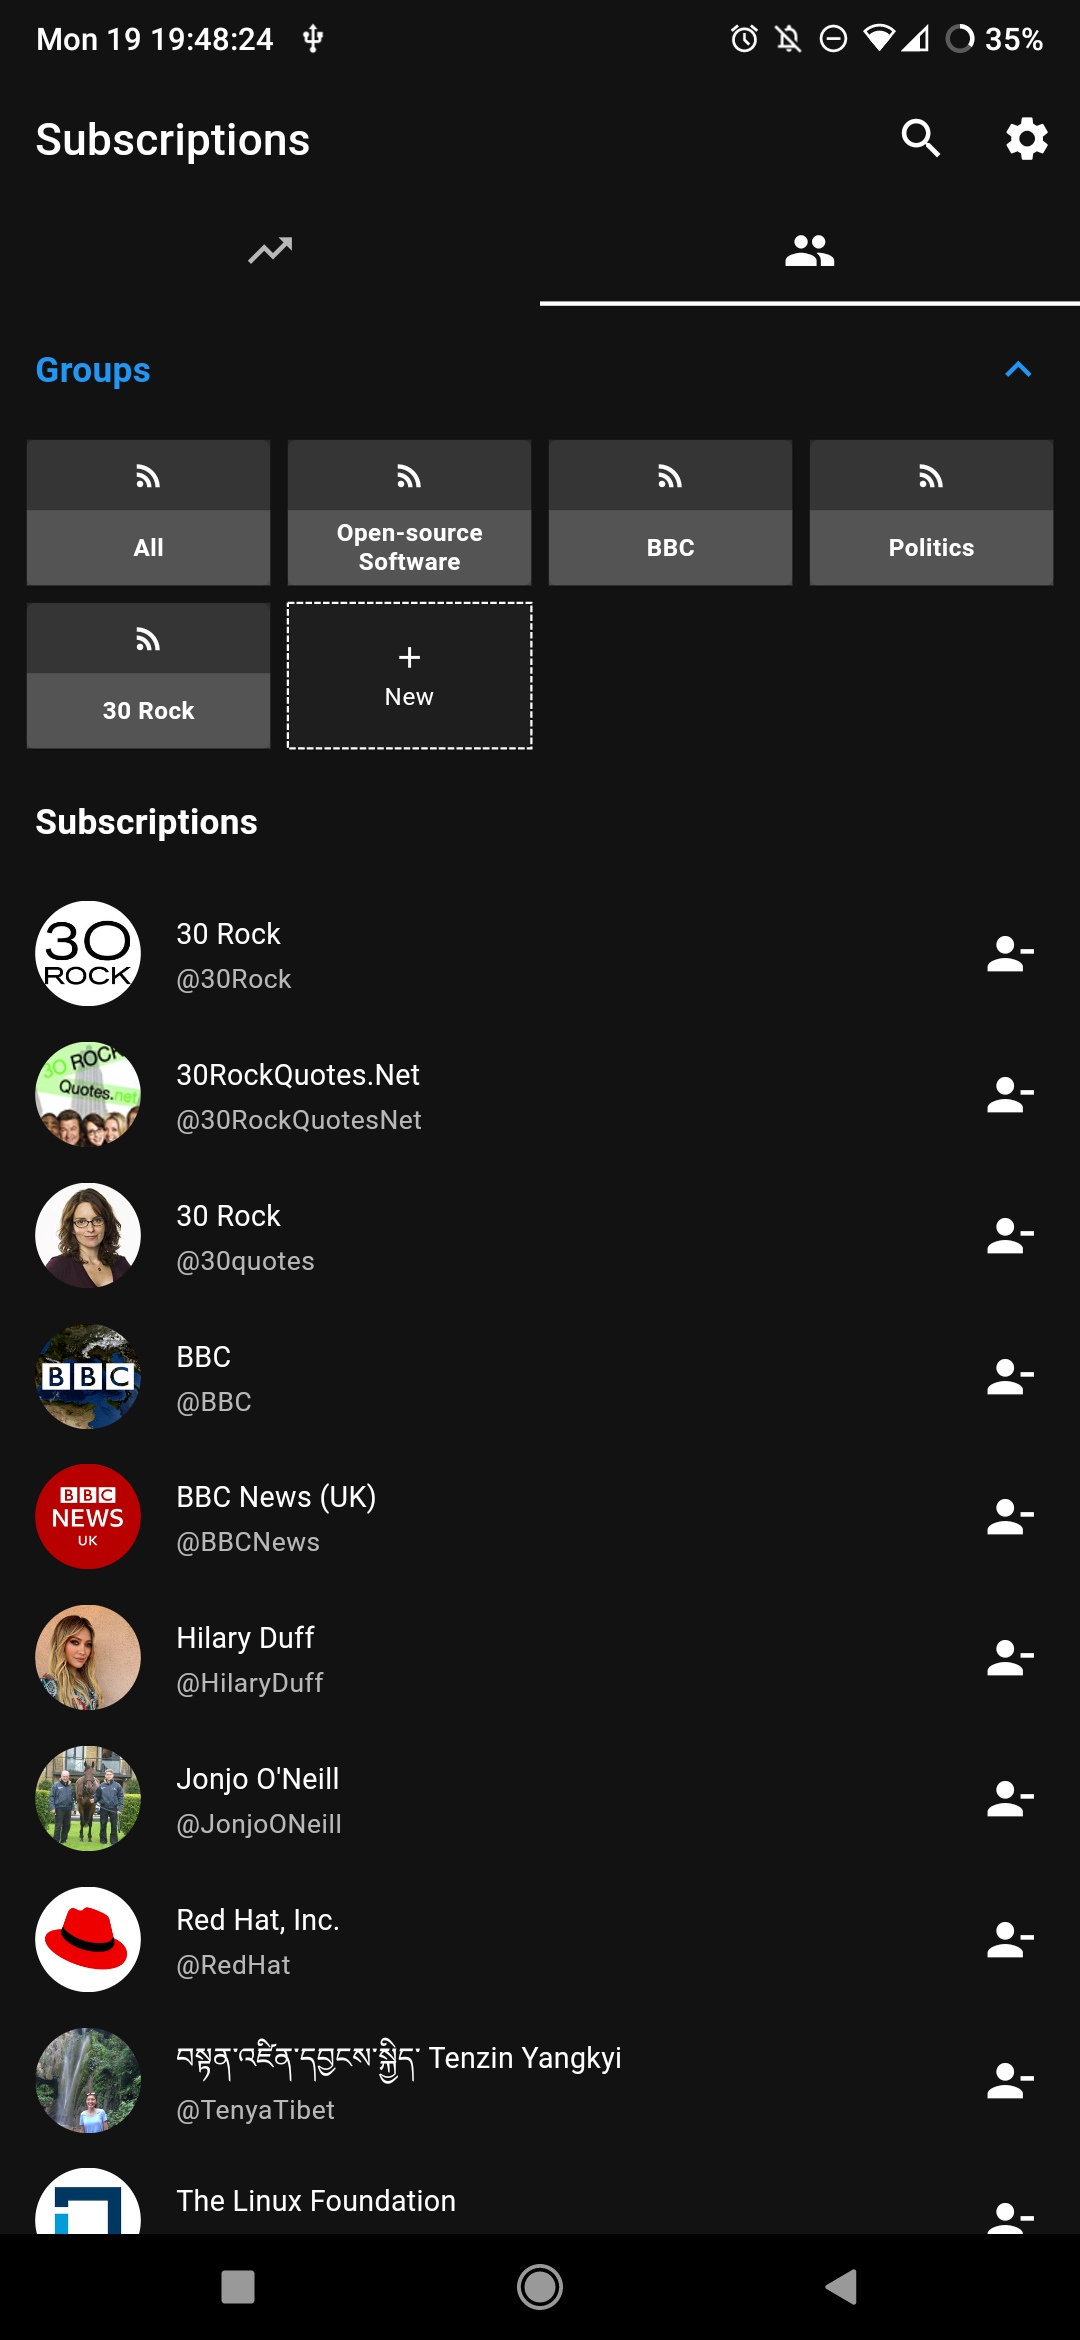 Mon 19 19:48:24
35%
Subscriptions
Groups
All
Open-source
Software
BBC
Politics
30 Rock
New
Subscriptions
30
ROCK
30 Rock
@30Rock
30 ROCK
Quotes.net
30RockQuotes.Net
@30RockQuotesNet
30 Rock
@30quotes
BBC
BBC
@BBC
BBC
NEWS
UK
BBC News (UK)
@BBCNews
Hilary Duff
@HilaryDuff
Jonjo O'Neill
@JonjoONeill
Red Hat, Inc.
@RedHat
བསྟན་འཛིན་དབྱངས་སྐྱིད་ Tenzin Yangkyi
@TenyaTibet
The Linux Foundation